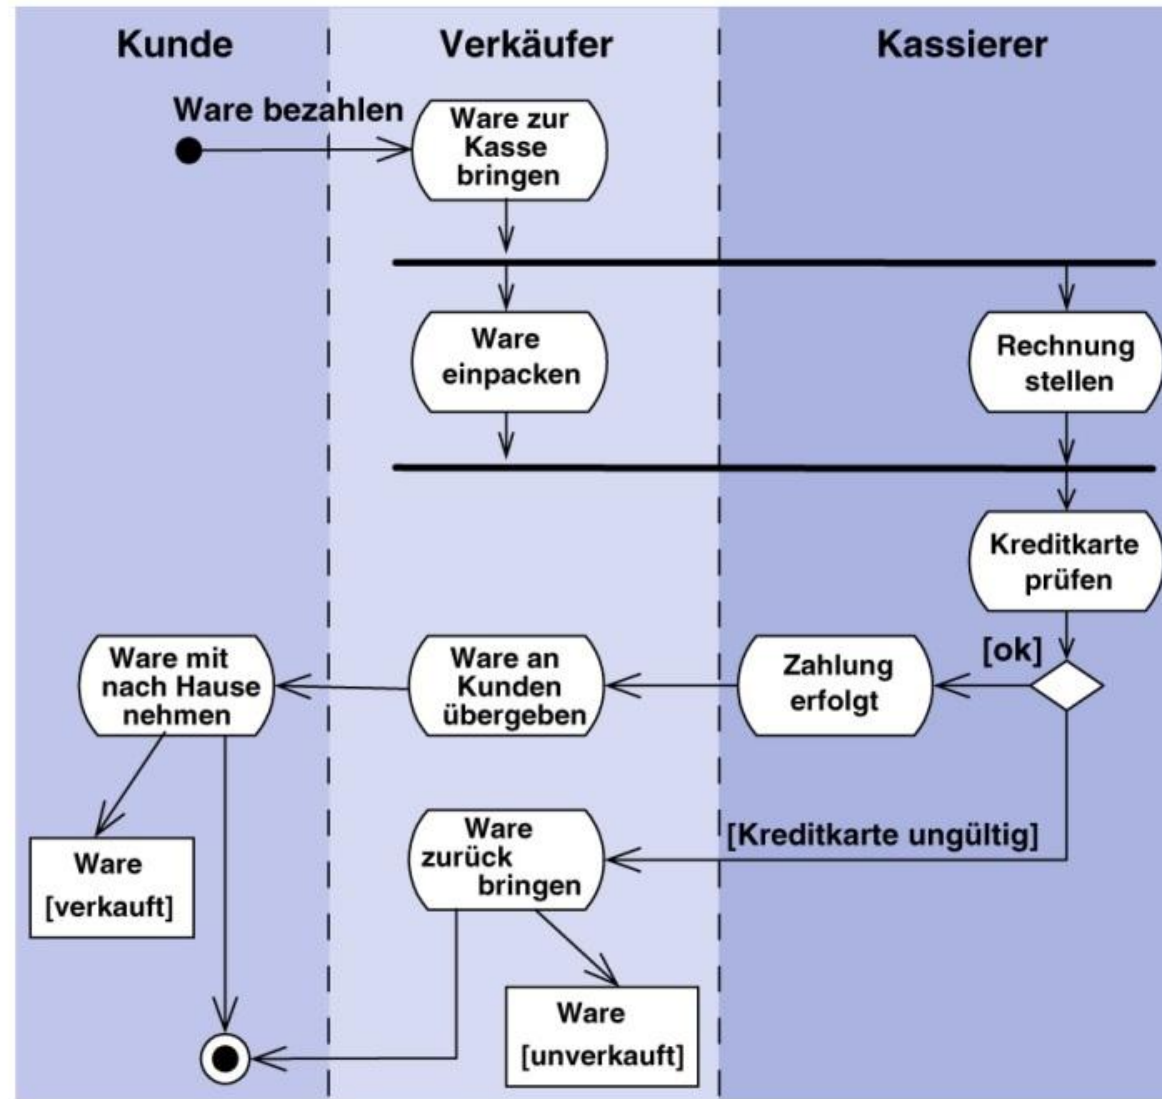 Kunde
Verkäufer
Kassierer
Ware bezahlen
Ware zur
Kasse
bringen
Ware
einpacken
Rechnung
stellen
Kreditkarte
prüfen
[ok]
Zahlung
erfolgt
Ware an
Kunden
übergeben
Ware mit
nach Hause
nehmen
Ware
[verkauft]
[Kreditkarte ungültig]
Ware
zurück
bringen
Ware
[unverkauft]